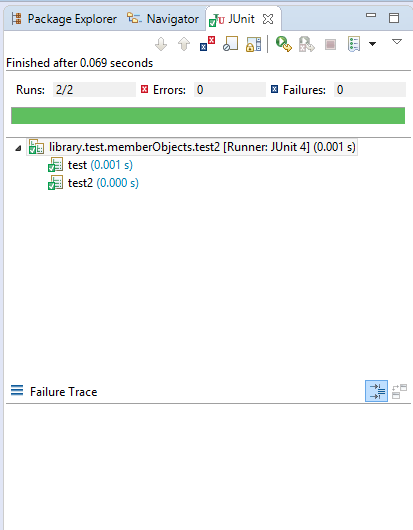 Package Explorer Navigator JUnit
Finished after 0.069 seconds
Runs: 2/2 Errors: 0 Failures: 0
library.test.memberObjects.test2 [Runner: JUnit 4] (0.001 s)
test (0.001 s)
test2 (0.000 s)
Failure Trace